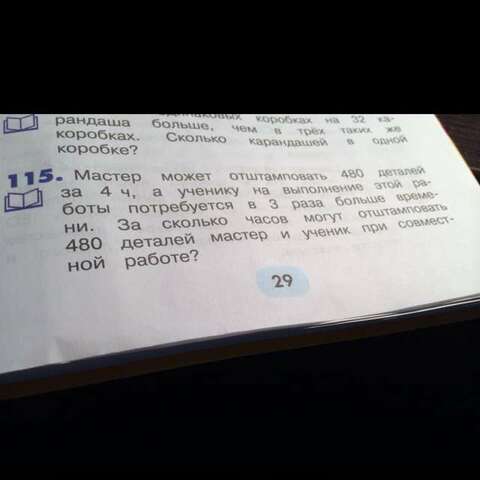 одинаковых коробках на 32 ка-
рандаша больше, чем в трёх таких же
коробках. Сколько карандашей в одной
коробке?
115. Мастер может отштамповать 480 деталей
за 4 ч, а ученику на выполнение этой ра-
боты потребуется в 3 раза больше време-
ни. За сколько часов могут отштамповать
480 деталей мастер и ученик при совмест-
ной работе?
29